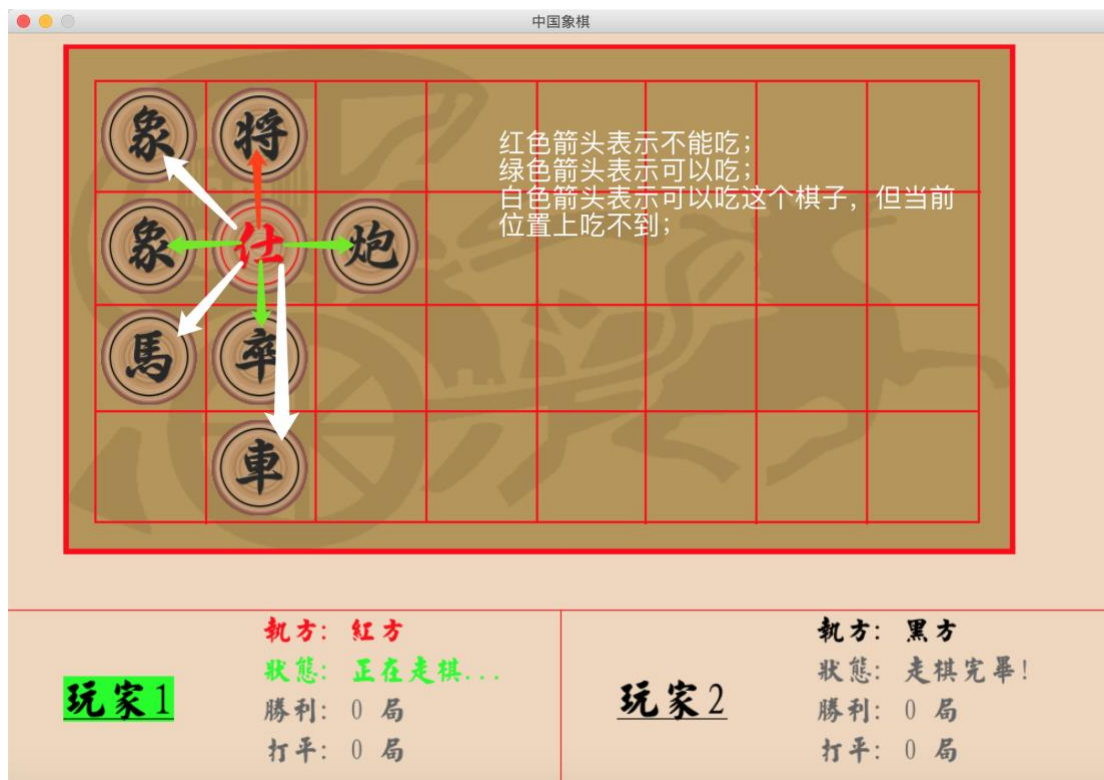 中国象棋
象 将
红色箭头表示不能吃；
绿色箭头表示可以吃；
白色箭头表示可以吃这个棋子，但当前
位置上吃不到；
象 仕 炮
馬 卒
車
玩家1
執方： 紅方
狀態： 正在走棋...
勝利： 0 局
打平： 0 局
玩家2
執方： 黑方
狀態： 走棋完畢！
勝利： 0 局
打平： 0 局